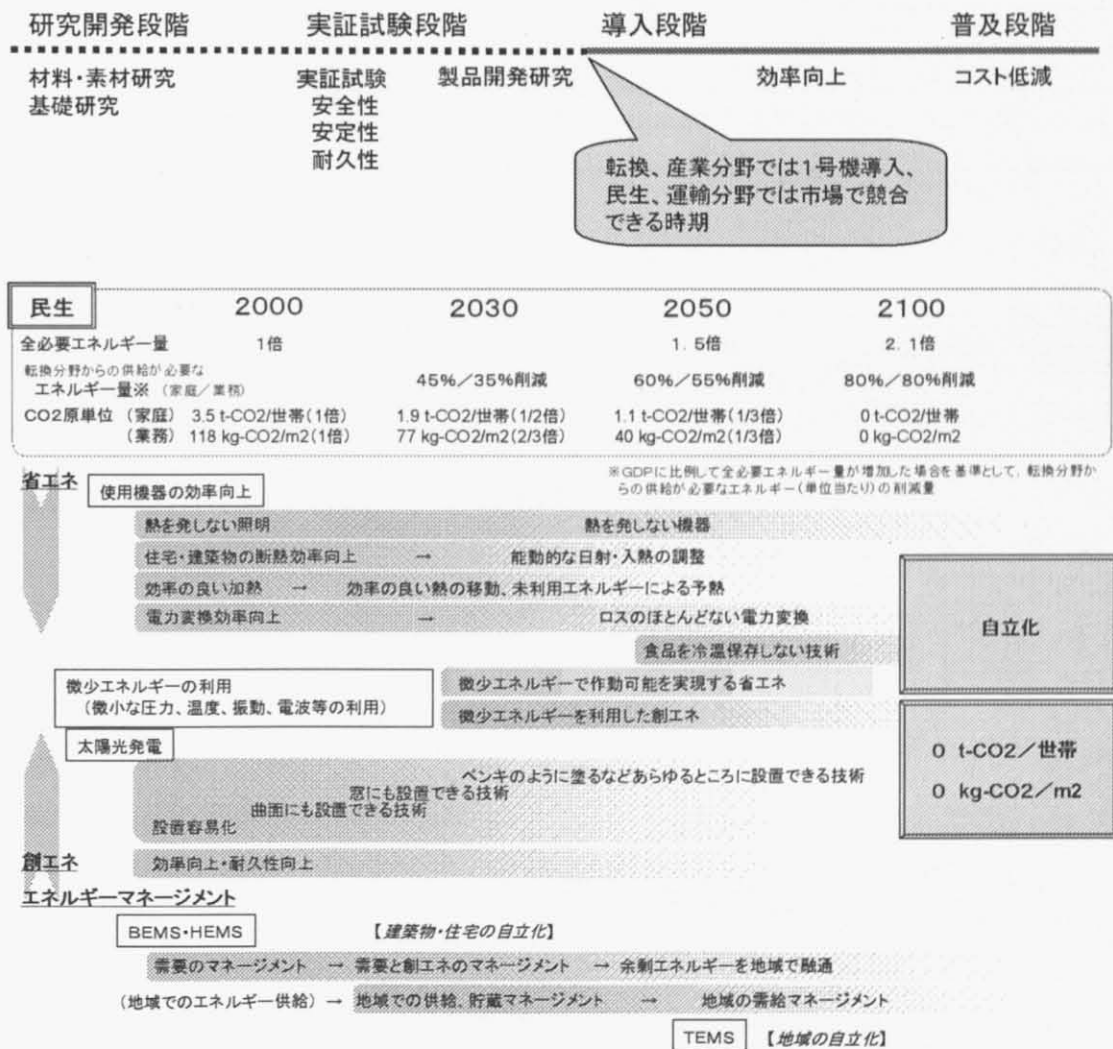 研究開発段階　実証試験段階　導入段階　普及段階
材料・素材研究　実証試験　製品開発研究　効率向上　コスト低減
基礎研究　安全性
安定性
耐久性
転換、産業分野では1号機導入、
民生、運輸分野では市場で競合
できる時期
民生　2000　2030　2050　2100
全必要エネルギー量　1倍　1.5倍　2.1倍
転換分野からの供給が必要な
エネルギー量※（家庭／業務）　45%／35%削減　60%／55%削減　80%／80%削減
CO2原単位（家庭）　3.5 t-CO2/世帯(1倍)　1.9 t-CO2/世帯(1/2倍)　1.1 t-CO2/世帯(1/3倍)　0 t-CO2/世帯
（業務）　118 kg-CO2/m2(1倍)　77 kg-CO2/m2(2/3倍)　40 kg-CO2/m2(1/3倍)　0 kg-CO2/m2
※GDPに比例して全必要エネルギー量が増加した場合を基準として、転換分野か
らの供給が必要なエネルギー（単位当たり）の削減量
省エネ
使用機器の効率向上
熱を発しない照明　熱を発しない機器
住宅・建築物の断熱効率向上　→　能動的な日射・入熱の調整
効率の良い加熱　→　効率の良い熱の移動、未利用エネルギーによる予熱
電力変換効率向上　→　ロスのほとんどない電力変換
食品を冷温保存しない技術
自立化
微少エネルギーの利用
（微小な圧力、温度、振動、電波等の利用）
微少エネルギーで作動可能を実現する省エネ
微少エネルギーを利用した創エネ
太陽光発電
ペンキのように塗るなどあらゆるところに設置できる技術
窓にも設置できる技術
曲面にも設置できる技術
設置容易化
0 t-CO2／世帯
0 kg-CO2／m2
創エネ　効率向上・耐久性向上
エネルギーマネージメント
BEMS・HEMS　【建築物・住宅の自立化】
需要のマネージメント　→　需要と創エネのマネージメント　→　余剰エネルギーを地域で融通
（地域でのエネルギー供給）　→　地域での供給、貯蔵マネージメント　→　地域の需給マネージメント
TEMS　【地域の自立化】